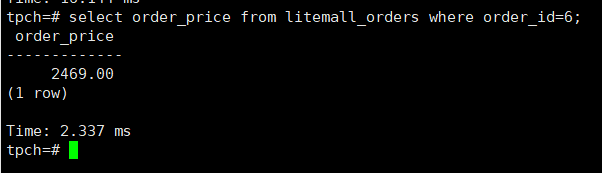 tpch=# select order_price from litemall_orders where order_id=6;
order_price
-------------
2469.00
(1 row)
Time: 2.337 ms
tpch=#